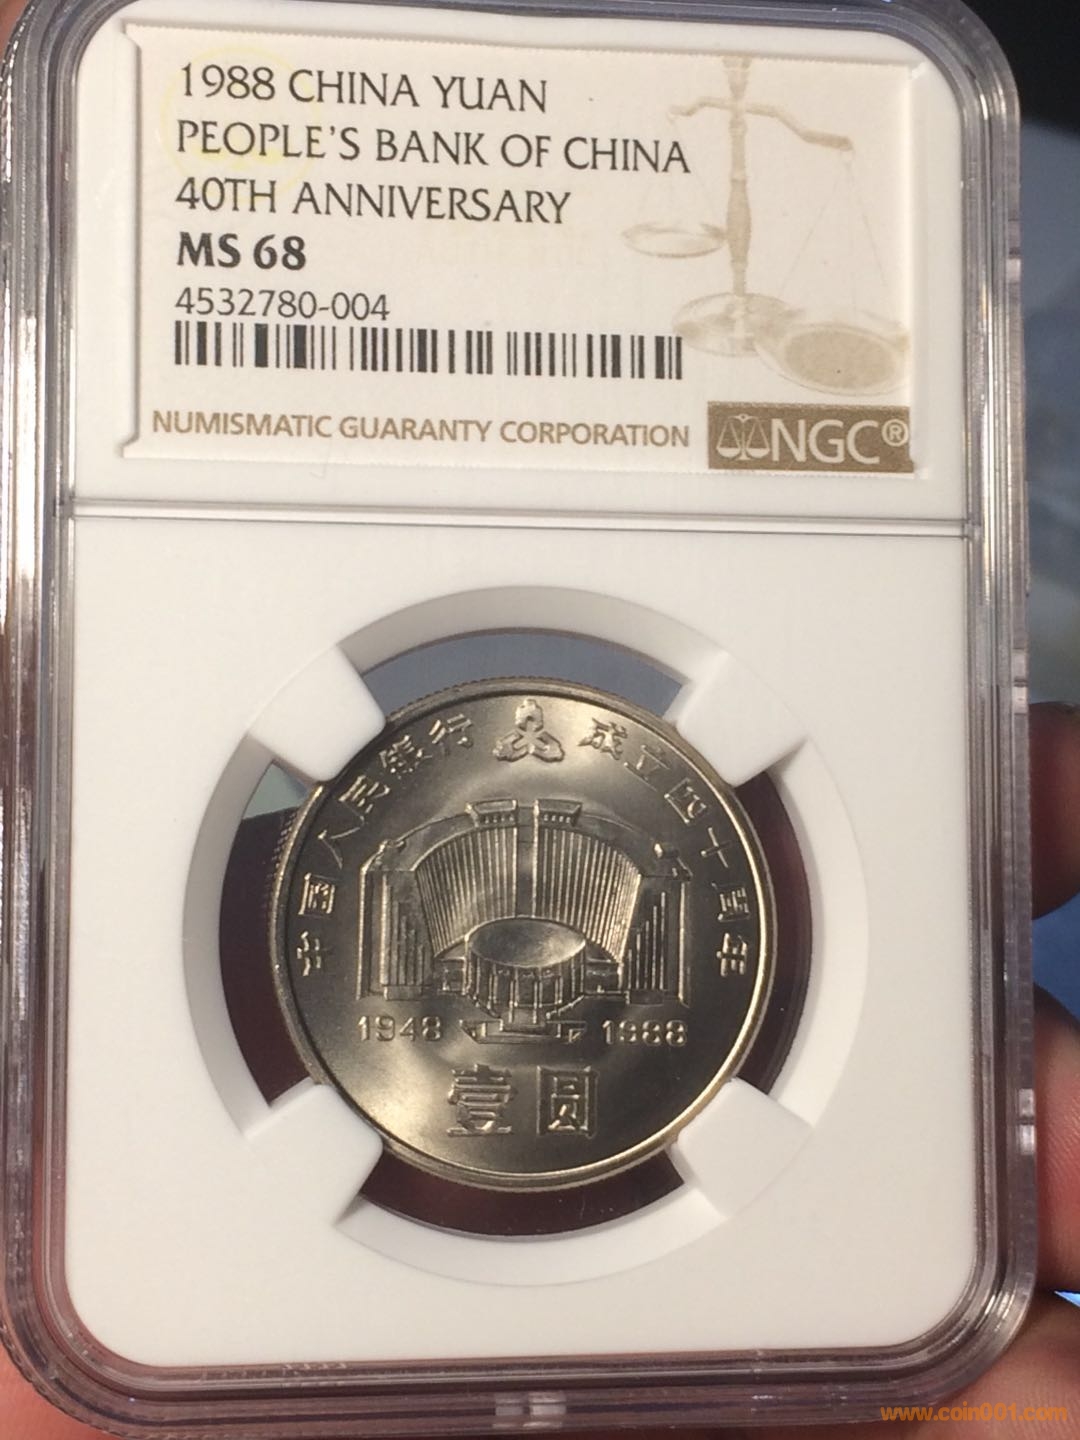 1988 CHINA YUAN
PEOPLE'S BANK OF CHINA
40TH ANNIVERSARY
MS 68
4532780-004
NUMISMATIC GUARANTY CORPORATION
NGC®
中国人民银行 成立四十周年
1948 1988
壹圆
www.coin001.com